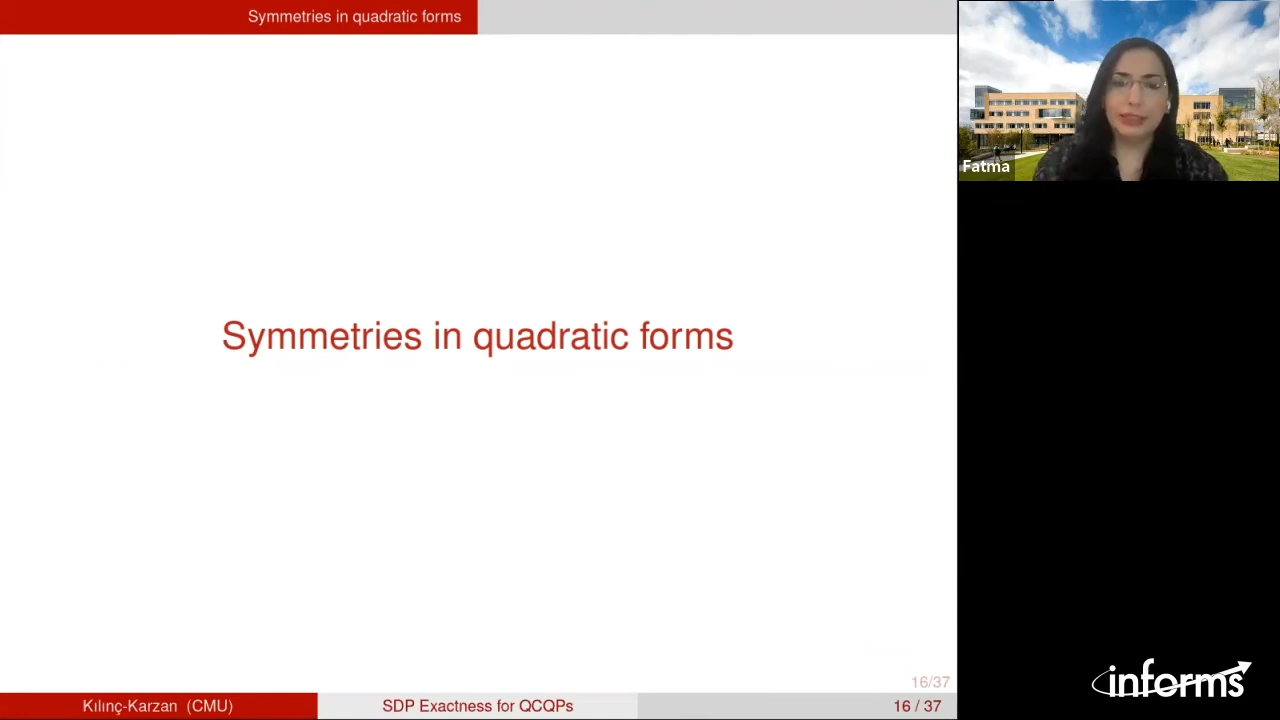 Symmetries in quadratic forms
Fatma
Symmetries in quadratic forms
16/37
Kılınç-Karzan (CMU)
SDP Exactness for QCQPs
16 / 37
informs